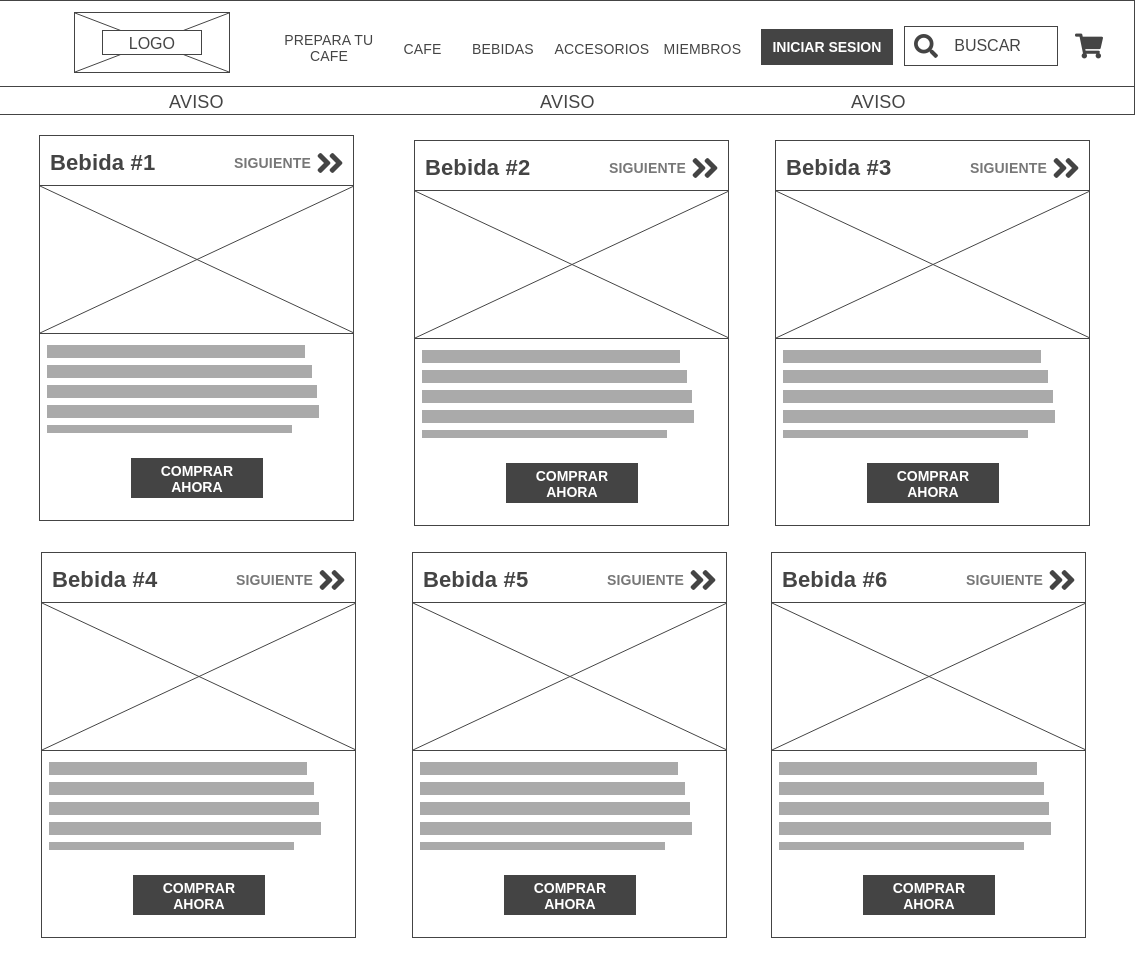 LOGO
PREPARA TU
CAFE
CAFE
BEBIDAS
ACCESORIOS
MIEMBROS
INICIAR SESION
BUSCAR
AVISO
AVISO
AVISO
Bebida #1
SIGUIENTE
COMPRAR
AHORA
Bebida #2
SIGUIENTE
COMPRAR
AHORA
Bebida #3
SIGUIENTE
COMPRAR
AHORA
Bebida #4
SIGUIENTE
COMPRAR
AHORA
Bebida #5
SIGUIENTE
COMPRAR
AHORA
Bebida #6
SIGUIENTE
COMPRAR
AHORA